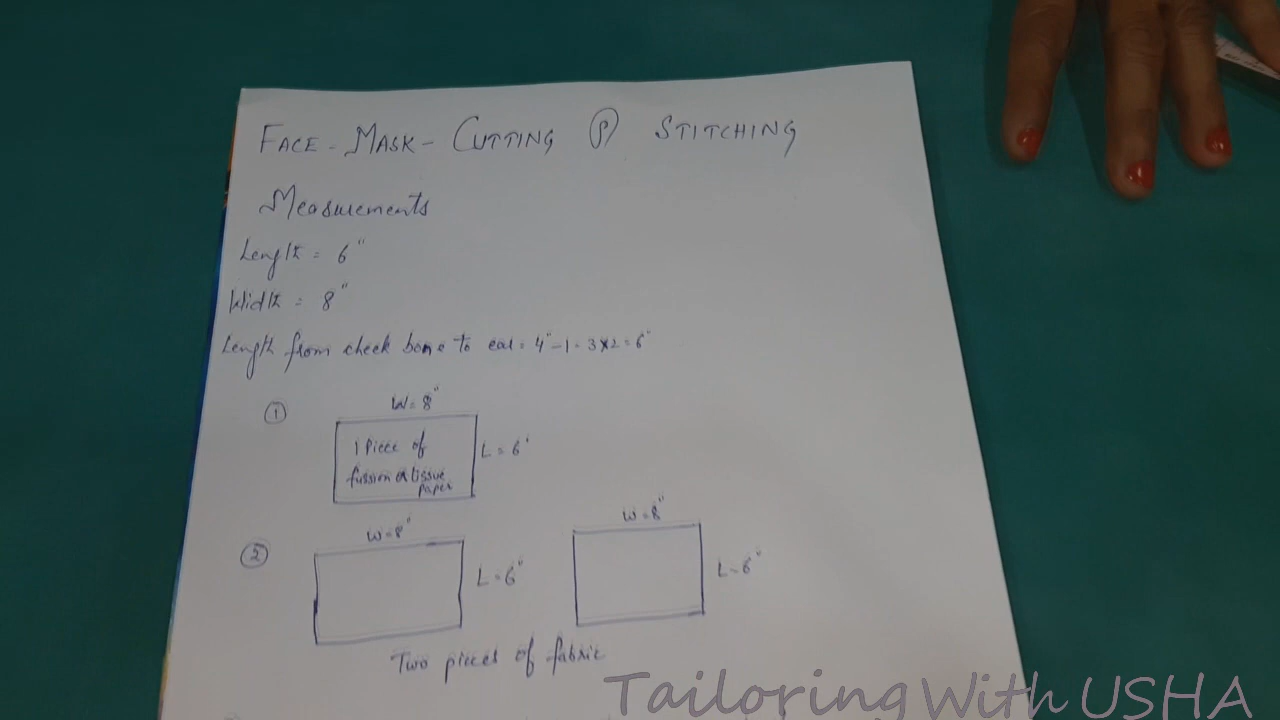 FACE-MASK-CUTTING & STITCHING
Measurements
Length = 6"
Width = 8"
Length from cheek bone to ear = 4"-1 = 3x2 = 6"
① W = 8"
1 Piece of L = 6"
fussion or tissue
paper
② W = 8" W = 8"
L = 6" L = 6"
Two pieces of fabric
Tailoring With USHA